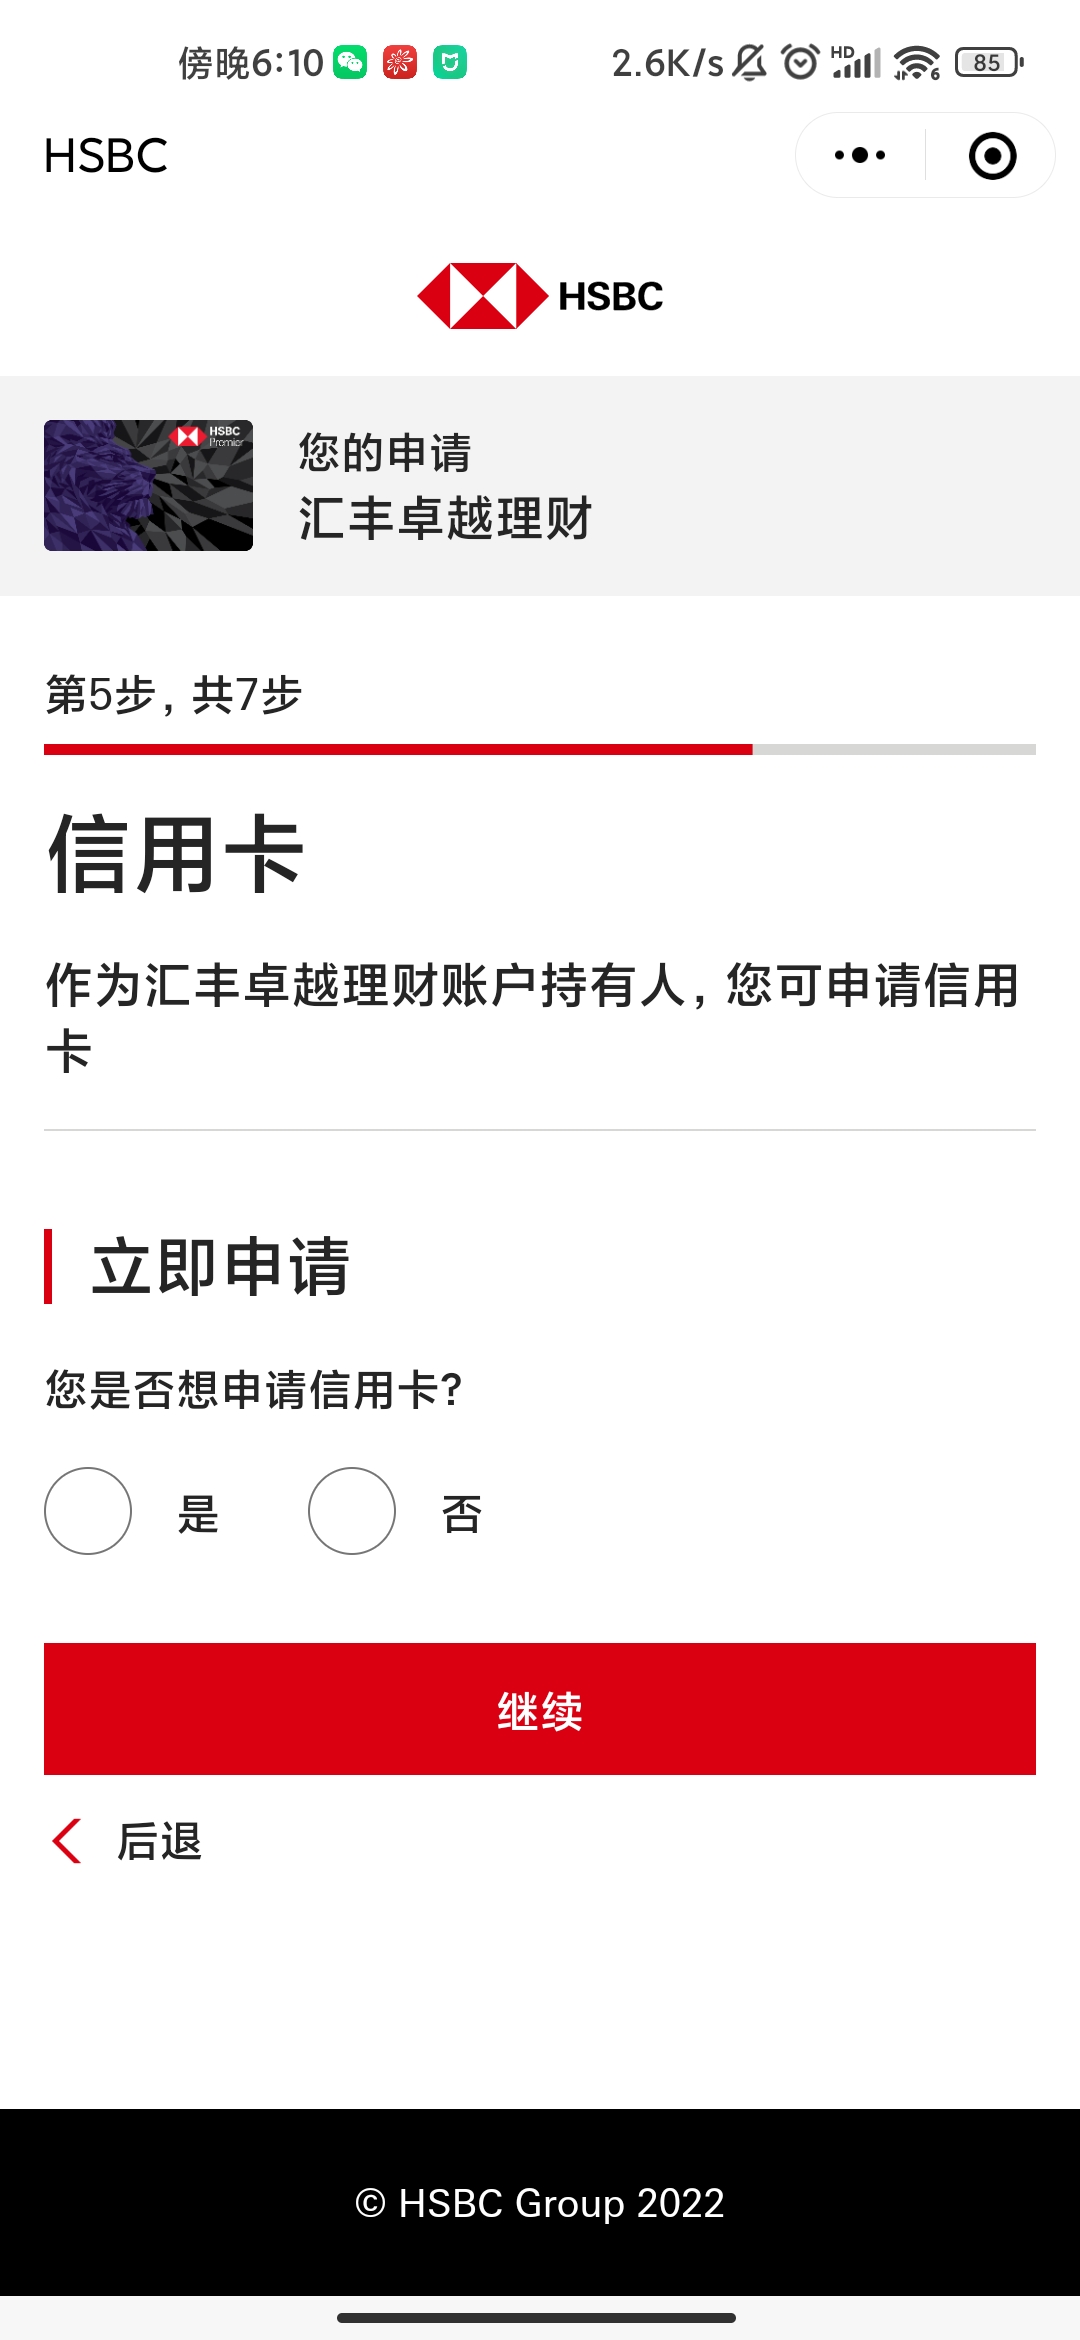 傍晚6:10
2.6K/s HD 6 85
HSBC
HSBC
HSBC
Premier
您的申请
汇丰卓越理财
第5步，共7步
信用卡
作为汇丰卓越理财账户持有人，您可申请信用
卡
立即申请
您是否想申请信用卡?
是 否
继续
后退
© HSBC Group 2022